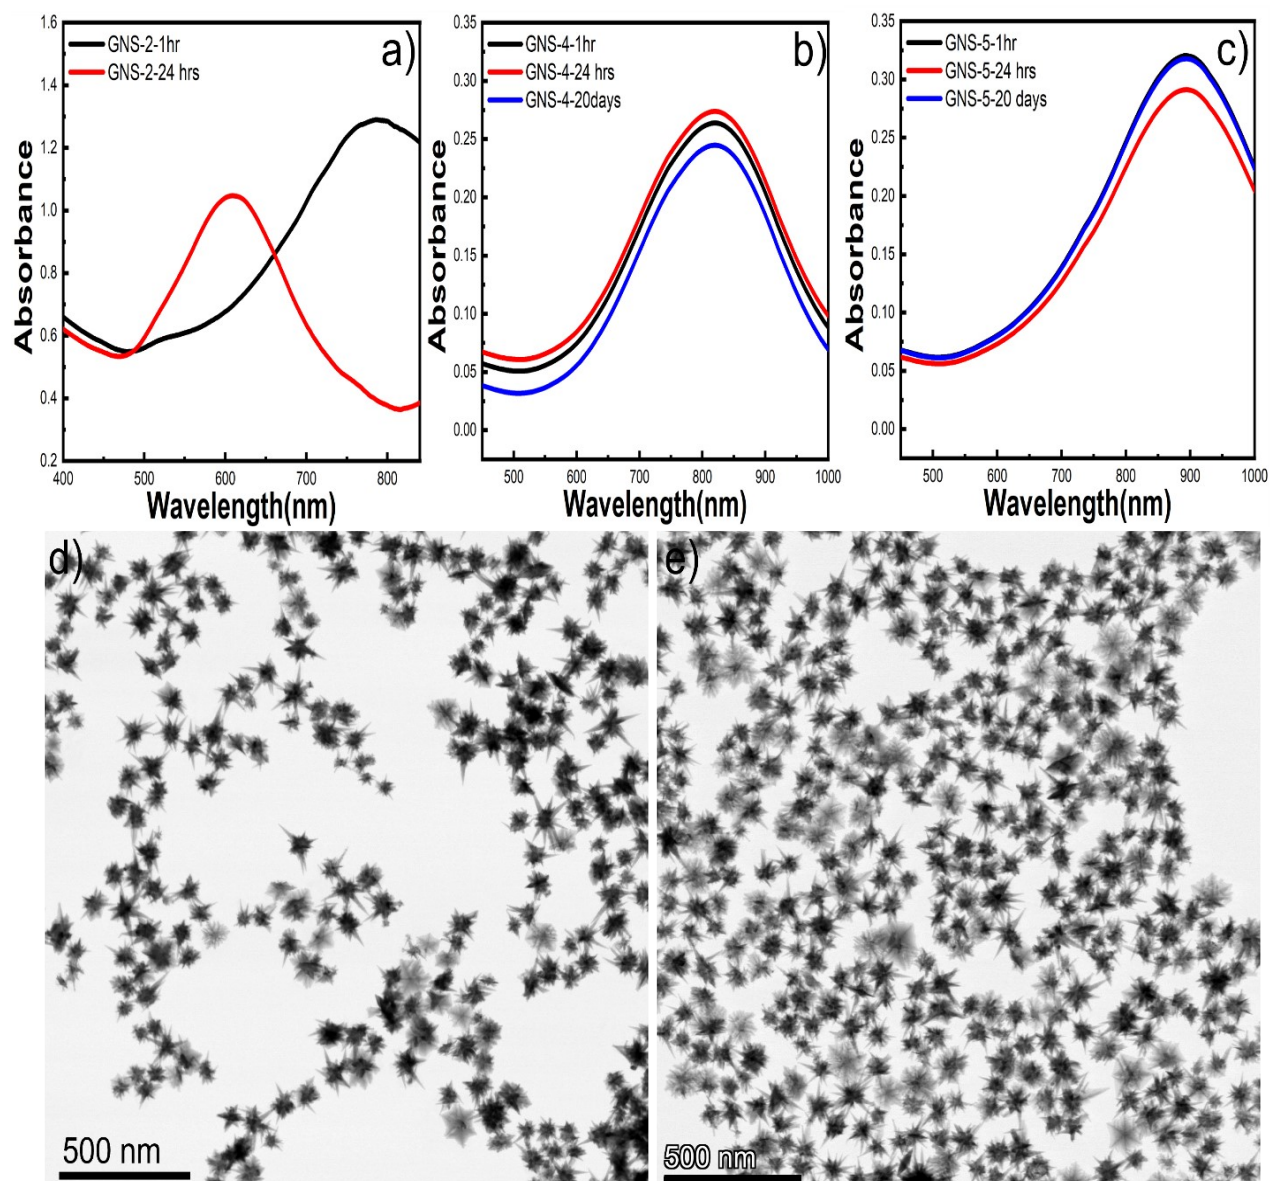 a)
GNS-2-1hr
GNS-2-24 hrs
1.6
1.4
1.2
1.0
0.8
0.6
0.4
0.2
Absorbance
400 500 600 700 800
Wavelength(nm)
b)
GNS-4-1hr
GNS-4-24 hrs
GNS-4-20days
0.35
0.30
0.25
0.20
0.15
0.10
0.05
0.00
Absorbance
500 600 700 800 900 1000
Wavelength(nm)
c)
GNS-5-1hr
GNS-5-24 hrs
GNS-5-20 days
0.35
0.30
0.25
0.20
0.15
0.10
0.05
0.00
Absorbance
500 600 700 800 900 1000
Wavelength(nm)
d)
500 nm
e)
500 nm